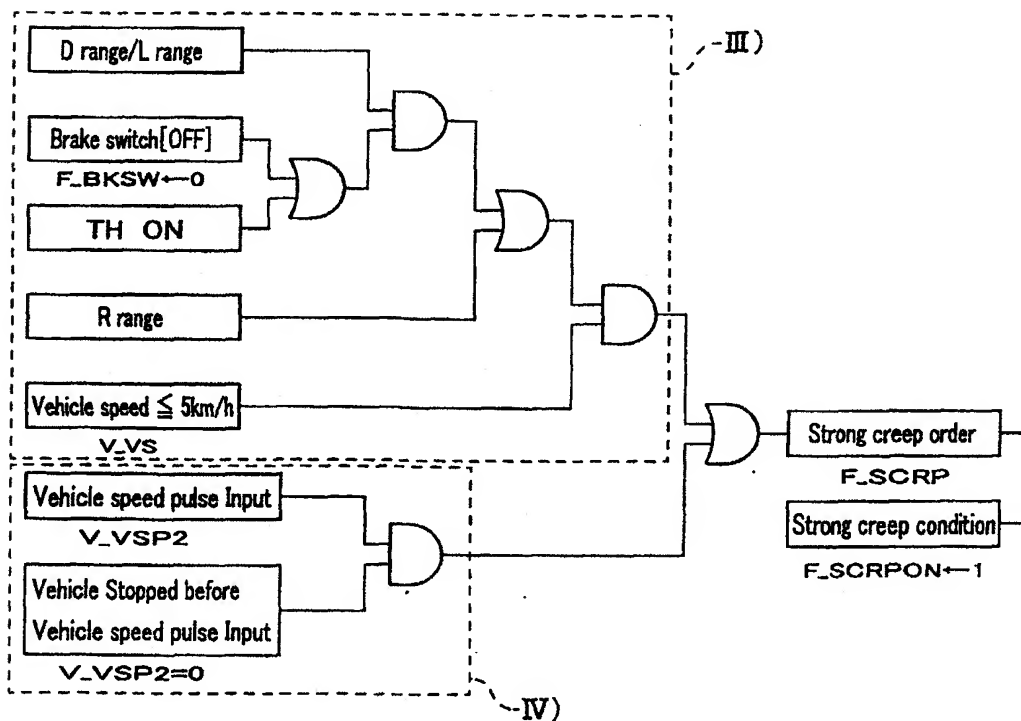 D range/L range
Brake switch[OFF]
F_BKSW←0
TH ON
R range
Vehicle speed ≦ 5km/h
V_VS
III)
Vehicle speed pulse Input
V_VSP2
Vehicle Stopped before
Vehicle speed pulse Input
V_VSP2=0
IV)
Strong creep order
F_SCRP
Strong creep condition
F_SCRPON←1